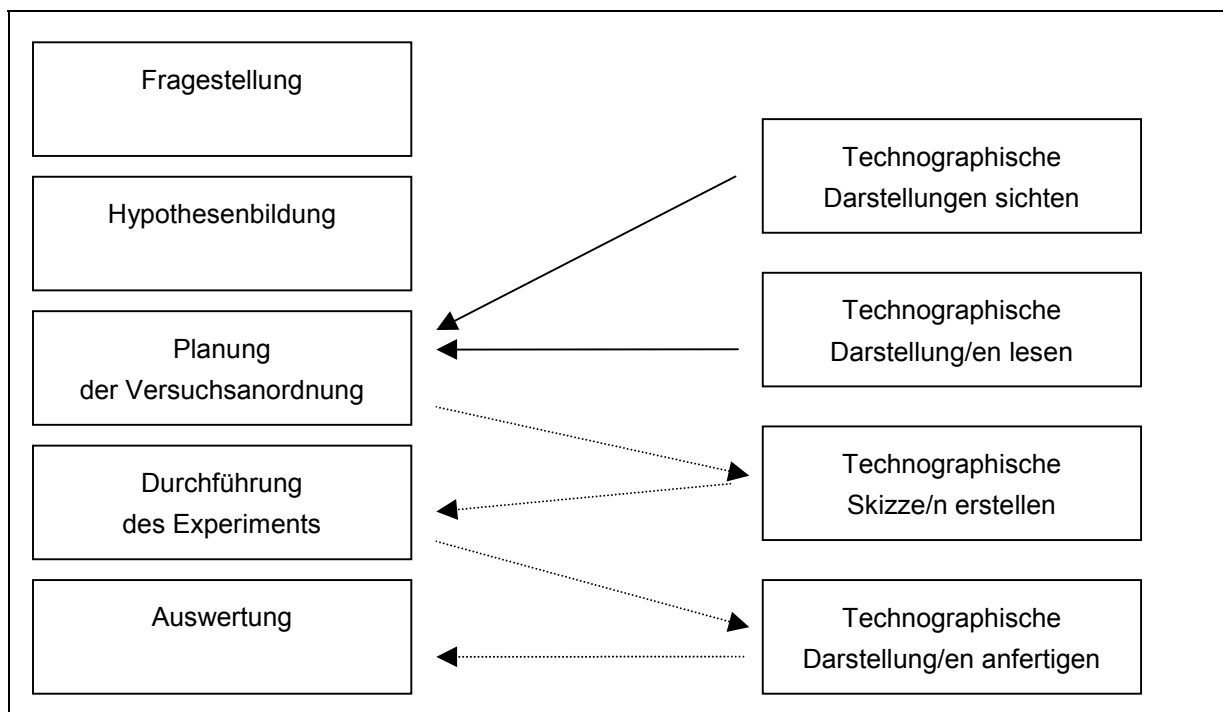 Fragestellung
Hypothesenbildung
Planung
der Versuchsanordnung
Durchführung
des Experiments
Auswertung
Technographische
Darstellungen sichten
Technographische
Darstellung/en lesen
Technographische
Skizze/n erstellen
Technographische
Darstellung/en anfertigen